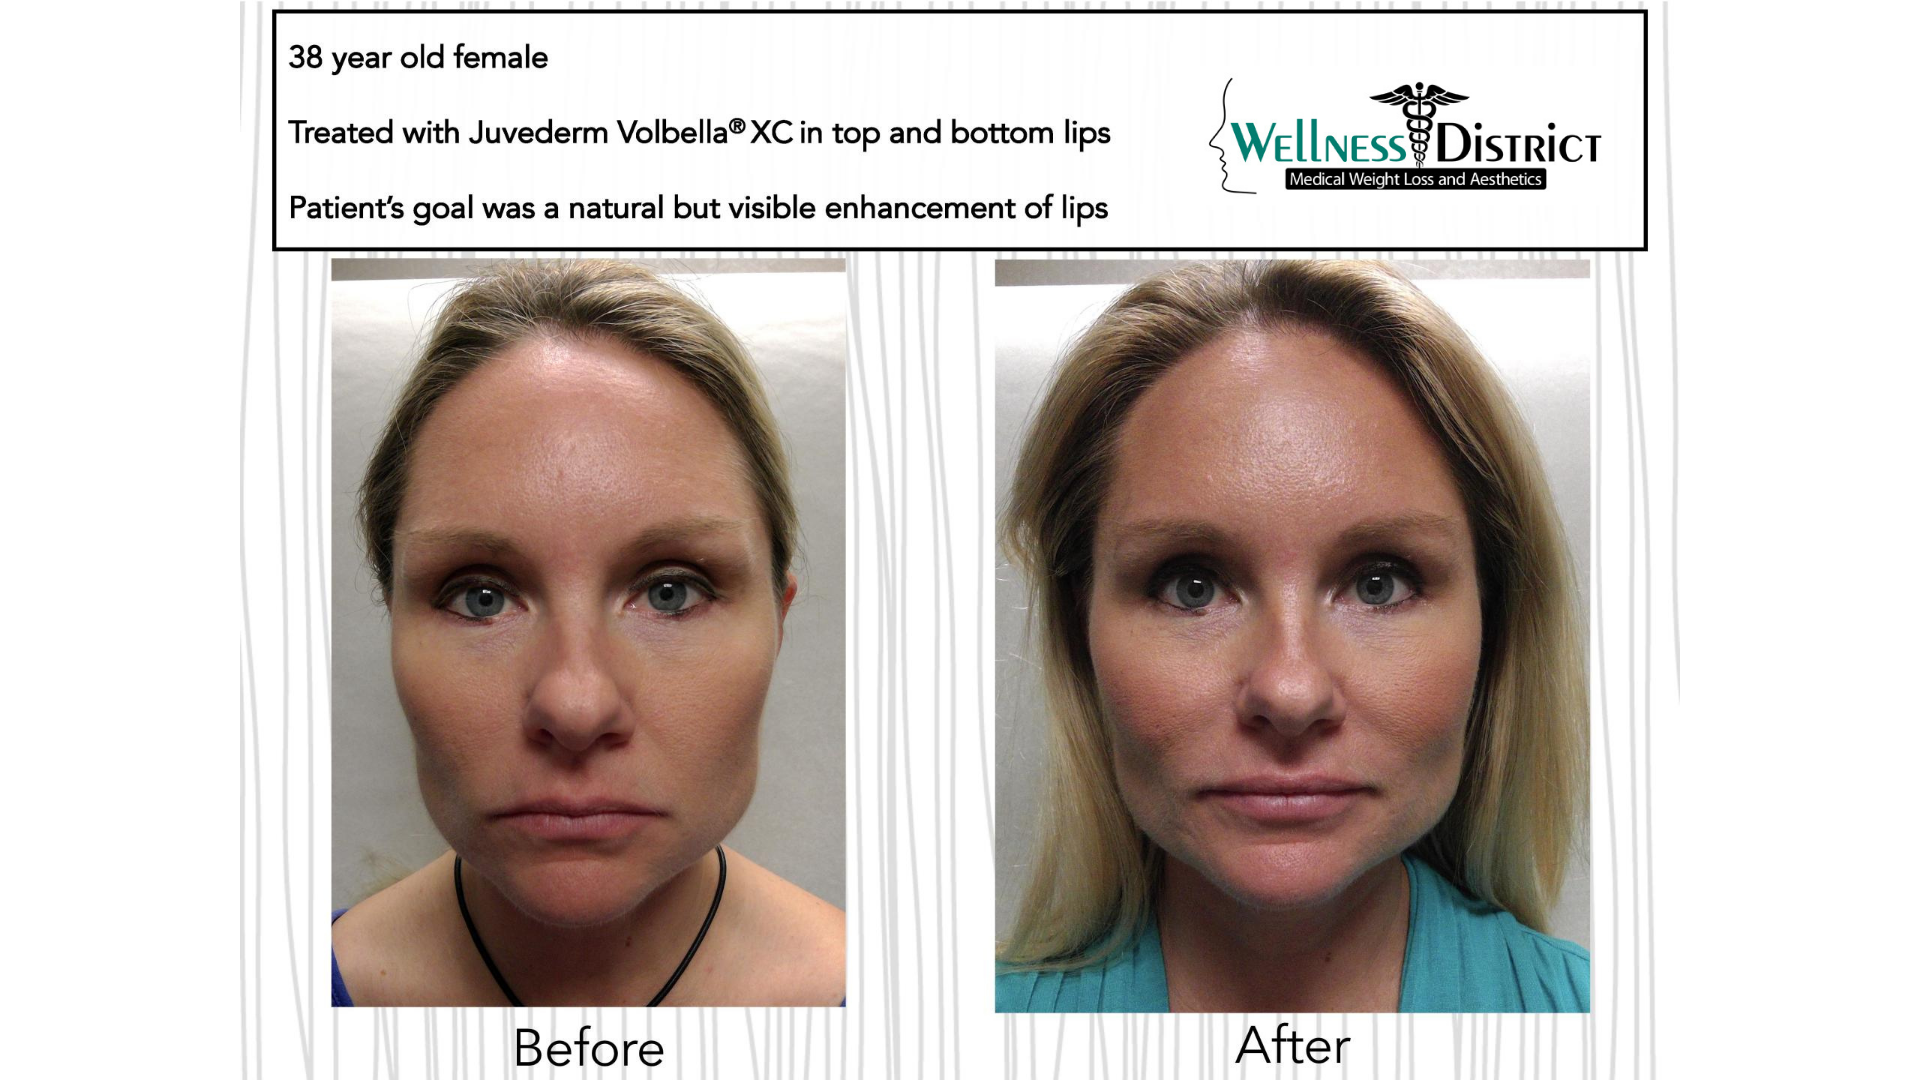 38 year old female
Treated with Juvederm Volbella® XC in top and bottom lips
Patient's goal was a natural but visible enhancement of lips
WELLNESS DISTRICT
Medical Weight Loss and Aesthetics
Before
After